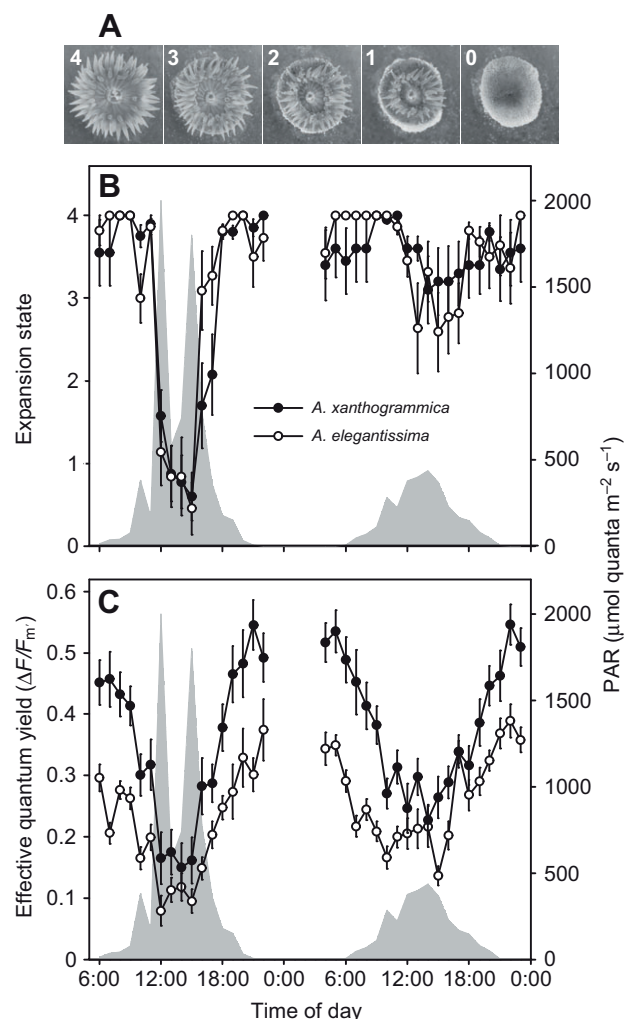 A
4 3 2 1 0
B
4
3
2
1
0
Expansion state
2000
1500
1000
500
0
A. xanthogrammica
A. elegantissima
PAR (μmol quanta m⁻² s⁻¹)
C
0.6
0.5
0.4
0.3
0.2
0.1
0
Effective quantum yield (ΔF/Fm′)
2000
1500
1000
500
0
6:00 12:00 18:00 0:00 6:00 12:00 18:00 0:00
Time of day